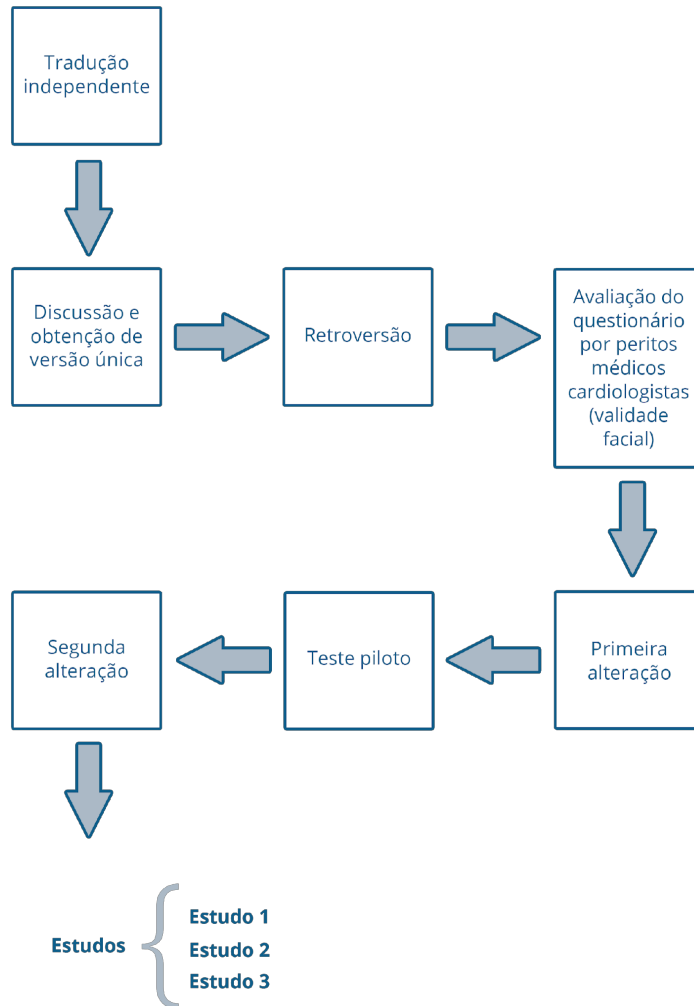 Tradução
independente
Discussão e
obtenção de
versão única
Retroversão
Avaliação do
questionário
por peritos
médicos
cardiologistas
(validade
facial)
Primeira
alteração
Teste piloto
Segunda
alteração
Estudos
Estudo 1
Estudo 2
Estudo 3